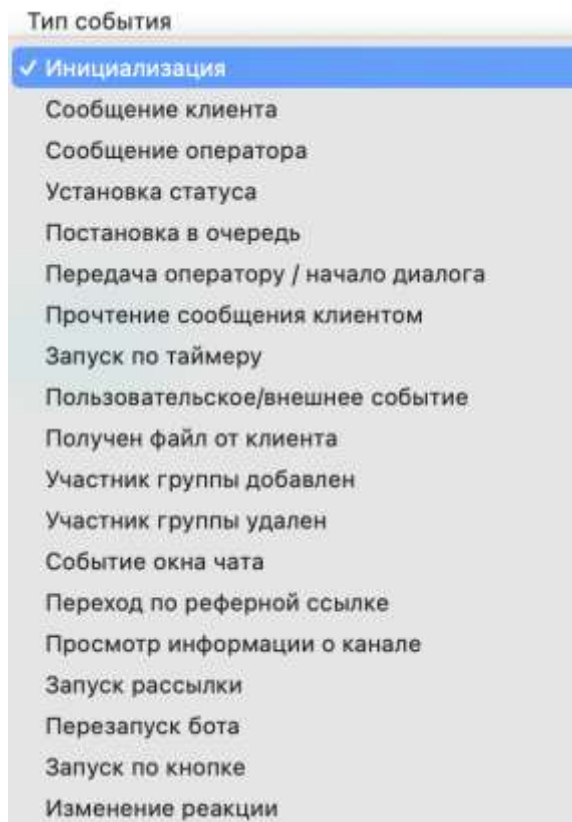 Тип события
✓ Инициализация
Сообщение клиента
Сообщение оператора
Установка статуса
Постановка в очередь
Передача оператору / начало диалога
Прочтение сообщения клиентом
Запуск по таймеру
Пользовательское/внешнее событие
Получен файл от клиента
Участник группы добавлен
Участник группы удален
Событие окна чата
Переход по реферной ссылке
Просмотр информации о канале
Запуск рассылки
Перезапуск бота
Запуск по кнопке
Изменение реакции